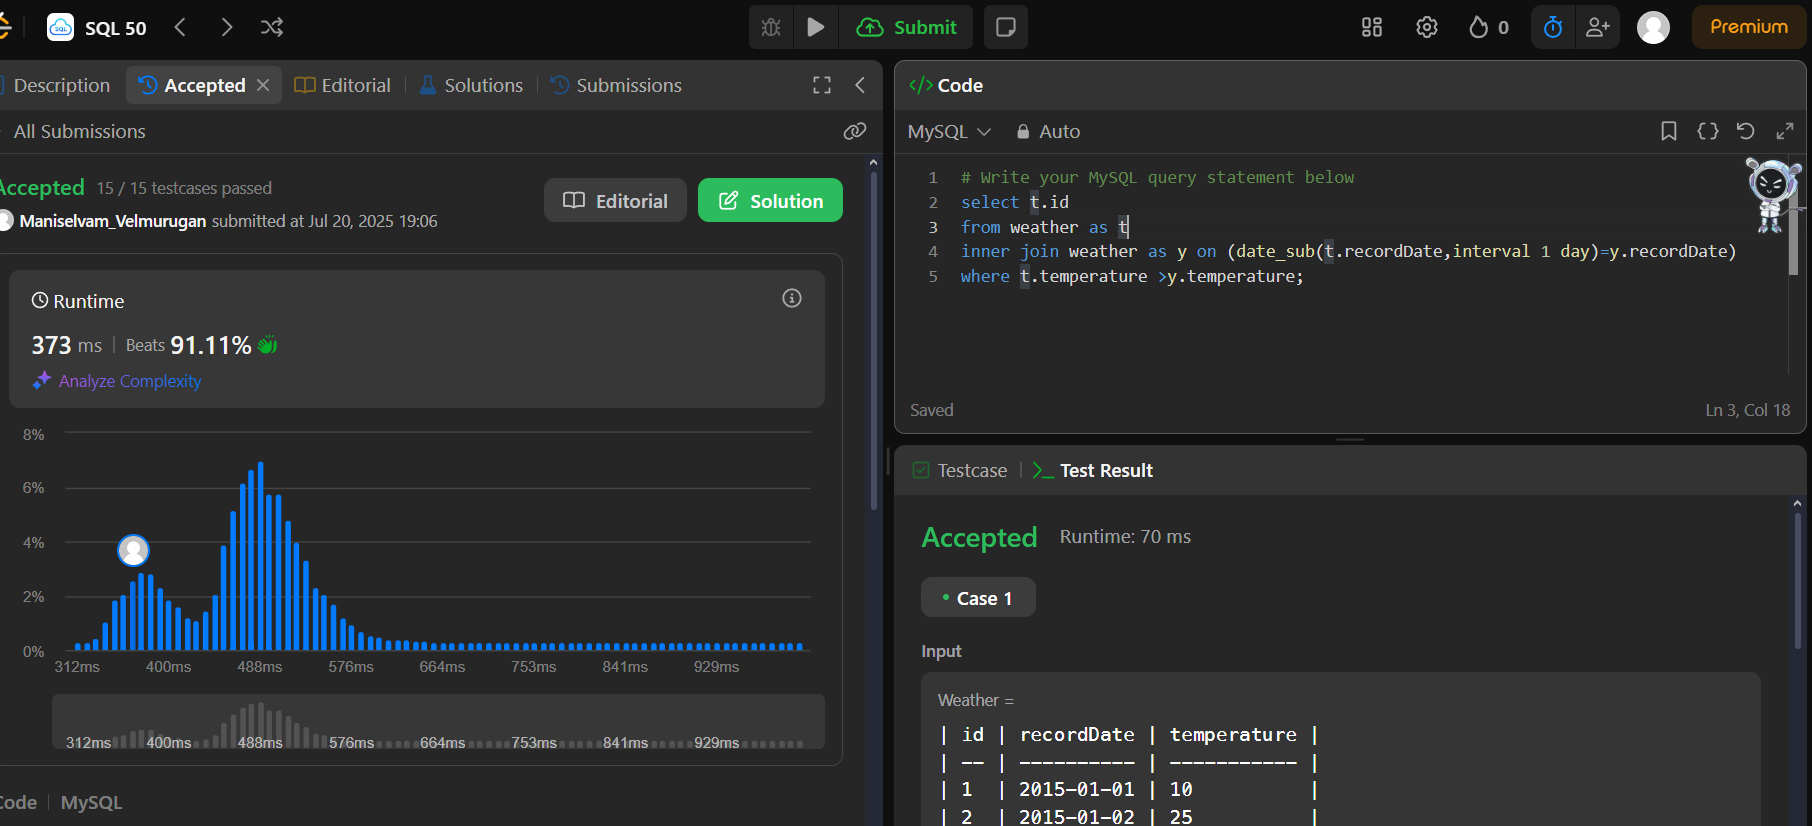 SQL 50
Submit
0
Premium
Description
Accepted
Editorial
Solutions
Submissions
All Submissions
Accepted 15 / 15 testcases passed
Maniselvam_Velmurugan submitted at Jul 20, 2025 19:06
Editorial
Solution
Runtime
373 ms | Beats 91.11%
Analyze Complexity
8%
6%
4%
2%
0%
312ms 400ms 488ms 576ms 664ms 753ms 841ms 929ms
312ms 400ms 488ms 576ms 664ms 753ms 841ms 929ms
Code | MySQL
</> Code
MySQL Auto
1 # Write your MySQL query statement below
2 select t.id
3 from weather as t
4 inner join weather as y on (date_sub(t.recordDate,interval 1 day)=y.recordDate)
5 where t.temperature >y.temperature;
Saved
Ln 3, Col 18
Testcase | >_ Test Result
Accepted Runtime: 70 ms
• Case 1
Input
Weather =
| id | recordDate | temperature |
| -- | ---------- | ----------- |
| 1 | 2015-01-01 | 10 |
| 2 | 2015-01-02 | 25 |